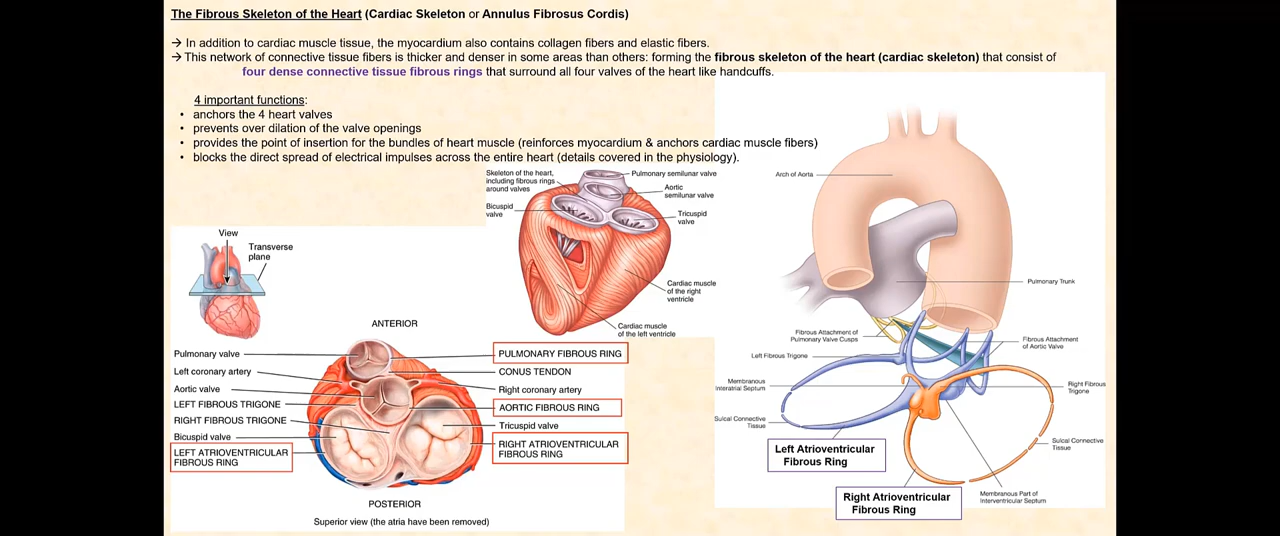 The Fibrous Skeleton of the Heart (Cardiac Skeleton or Annulus Fibrosus Cordis)
→ In addition to cardiac muscle tissue, the myocardium also contains collagen fibers and elastic fibers.
→ This network of connective tissue fibers is thicker and denser in some areas than others: forming the fibrous skeleton of the heart (cardiac skeleton) that consist of
four dense connective tissue fibrous rings that surround all four valves of the heart like handcuffs.
4 important functions:
• anchors the 4 heart valves
• prevents over dilation of the valve openings
• provides the point of insertion for the bundles of heart muscle (reinforces myocardium & anchors cardiac muscle fibers)
• blocks the direct spread of electrical impulses across the entire heart (details covered in the physiology).
Skeleton of the heart,
including fibrous rings
around valves
Bicuspid
valve
Pulmonary semilunar valve
Aortic
semilunar valve
Tricuspid
valve
Cardiac muscle
of the right
ventricle
Cardiac muscle
of the left ventricle
View
Transverse
plane
ANTERIOR
Pulmonary valve
Left coronary artery
Aortic valve
LEFT FIBROUS TRIGONE
RIGHT FIBROUS TRIGONE
Bicuspid valve
LEFT ATRIOVENTRICULAR
FIBROUS RING
PULMONARY FIBROUS RING
CONUS TENDON
Right coronary artery
AORTIC FIBROUS RING
Tricuspid valve
RIGHT ATRIOVENTRICULAR
FIBROUS RING
POSTERIOR
Superior view (the atria have been removed)
Arch of Aorta
Pulmonary Trunk
Fibrous Attachment of
Pulmonary Valve Cusps
Left Fibrous Trigone
Membranous
Interatrial Septum
Sulcal Connective
Tissue
Fibrous Attachment
of Aortic Valve
Right Fibrous
Trigone
Sulcal Connective
Tissue
Membranous Part of
Interventricular Septum
Left Atrioventricular
Fibrous Ring
Right Atrioventricular
Fibrous Ring